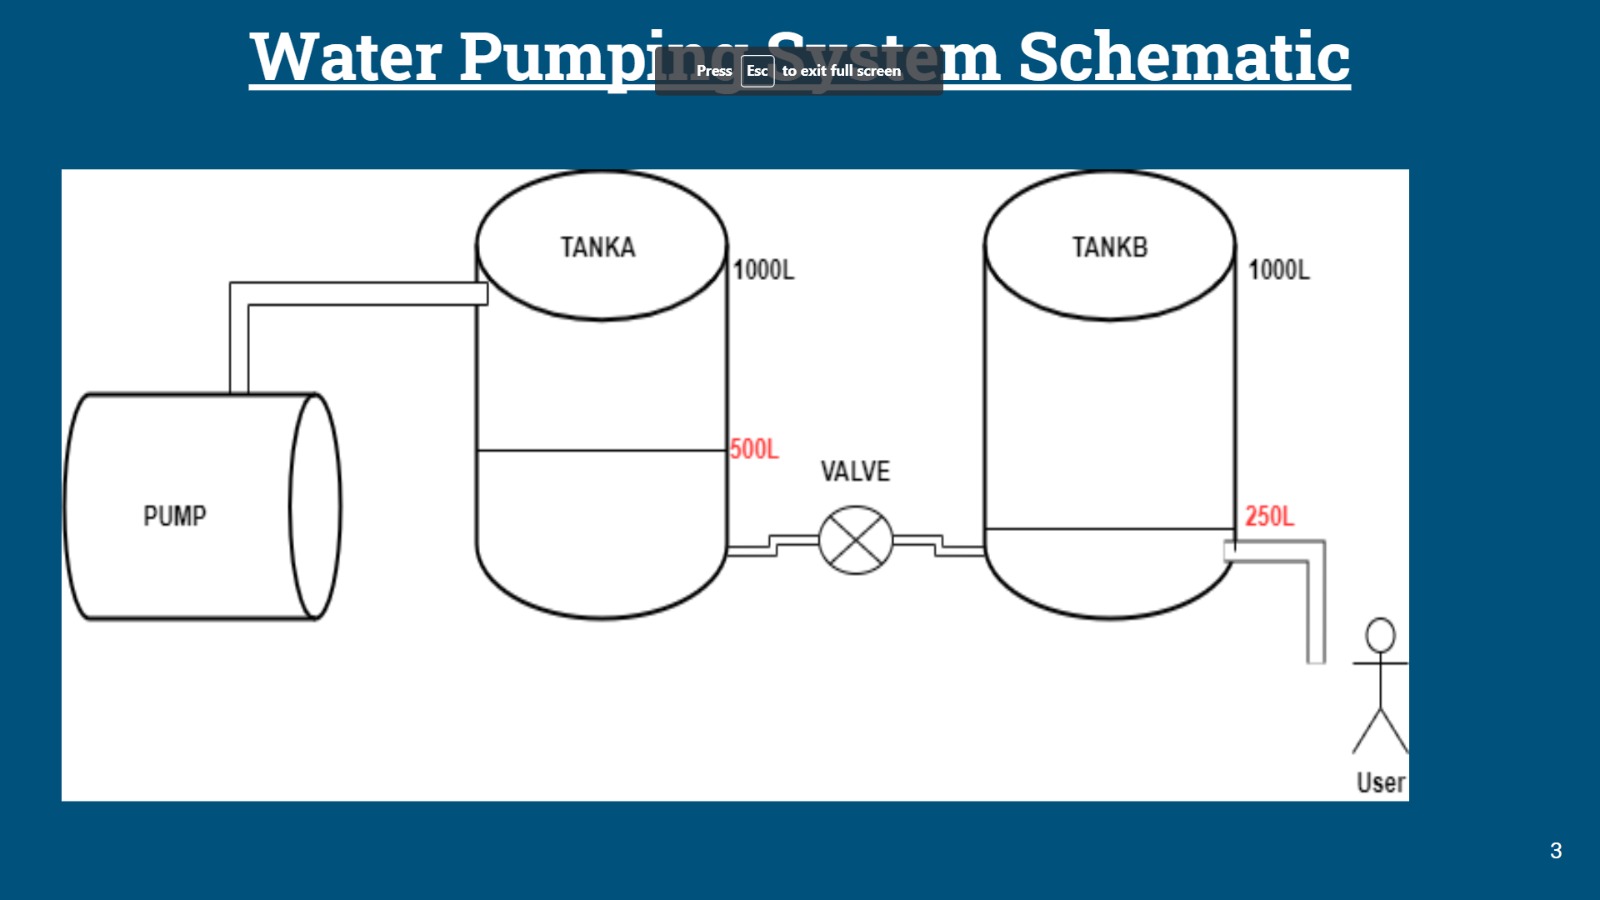 Water Pumping System Schematic
Press Esc to exit full screen
TANKA
TANKB
1000L
1000L
500L
VALVE
250L
PUMP
User
3